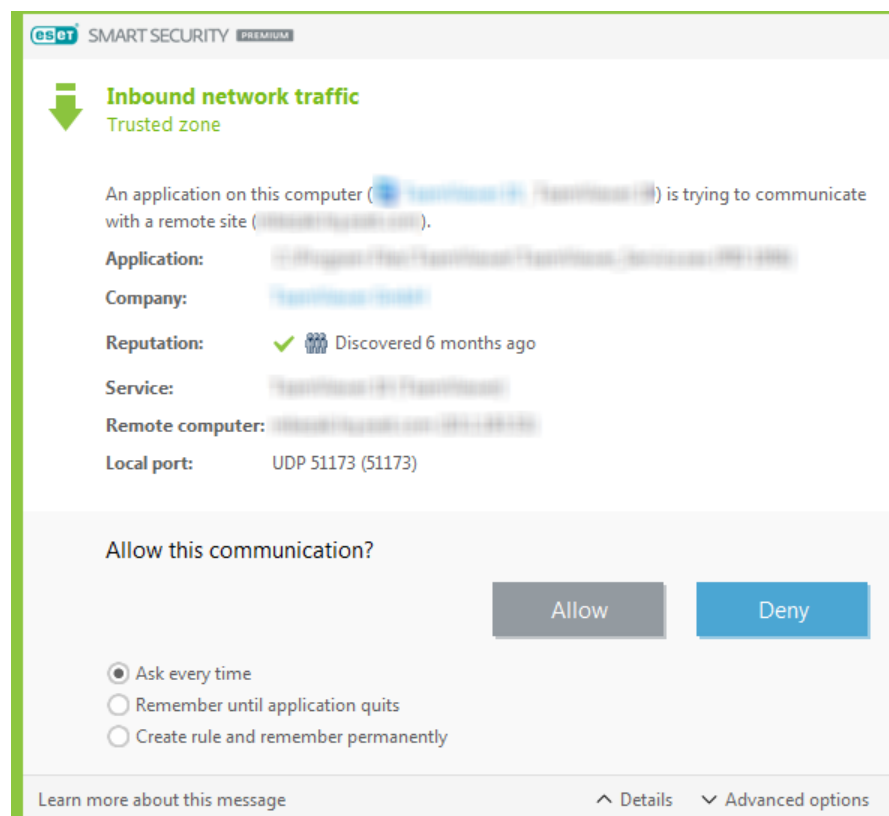 eset SMART SECURITY PREMIUM
Inbound network traffic
Trusted zone
An application on this computer ( ) is trying to communicate
with a remote site ( ).
Application:
Company:
Reputation: Discovered 6 months ago
Service:
Remote computer:
Local port: UDP 51173 (51173)
Allow this communication?
Allow Deny
Ask every time
Remember until application quits
Create rule and remember permanently
Learn more about this message Details Advanced options